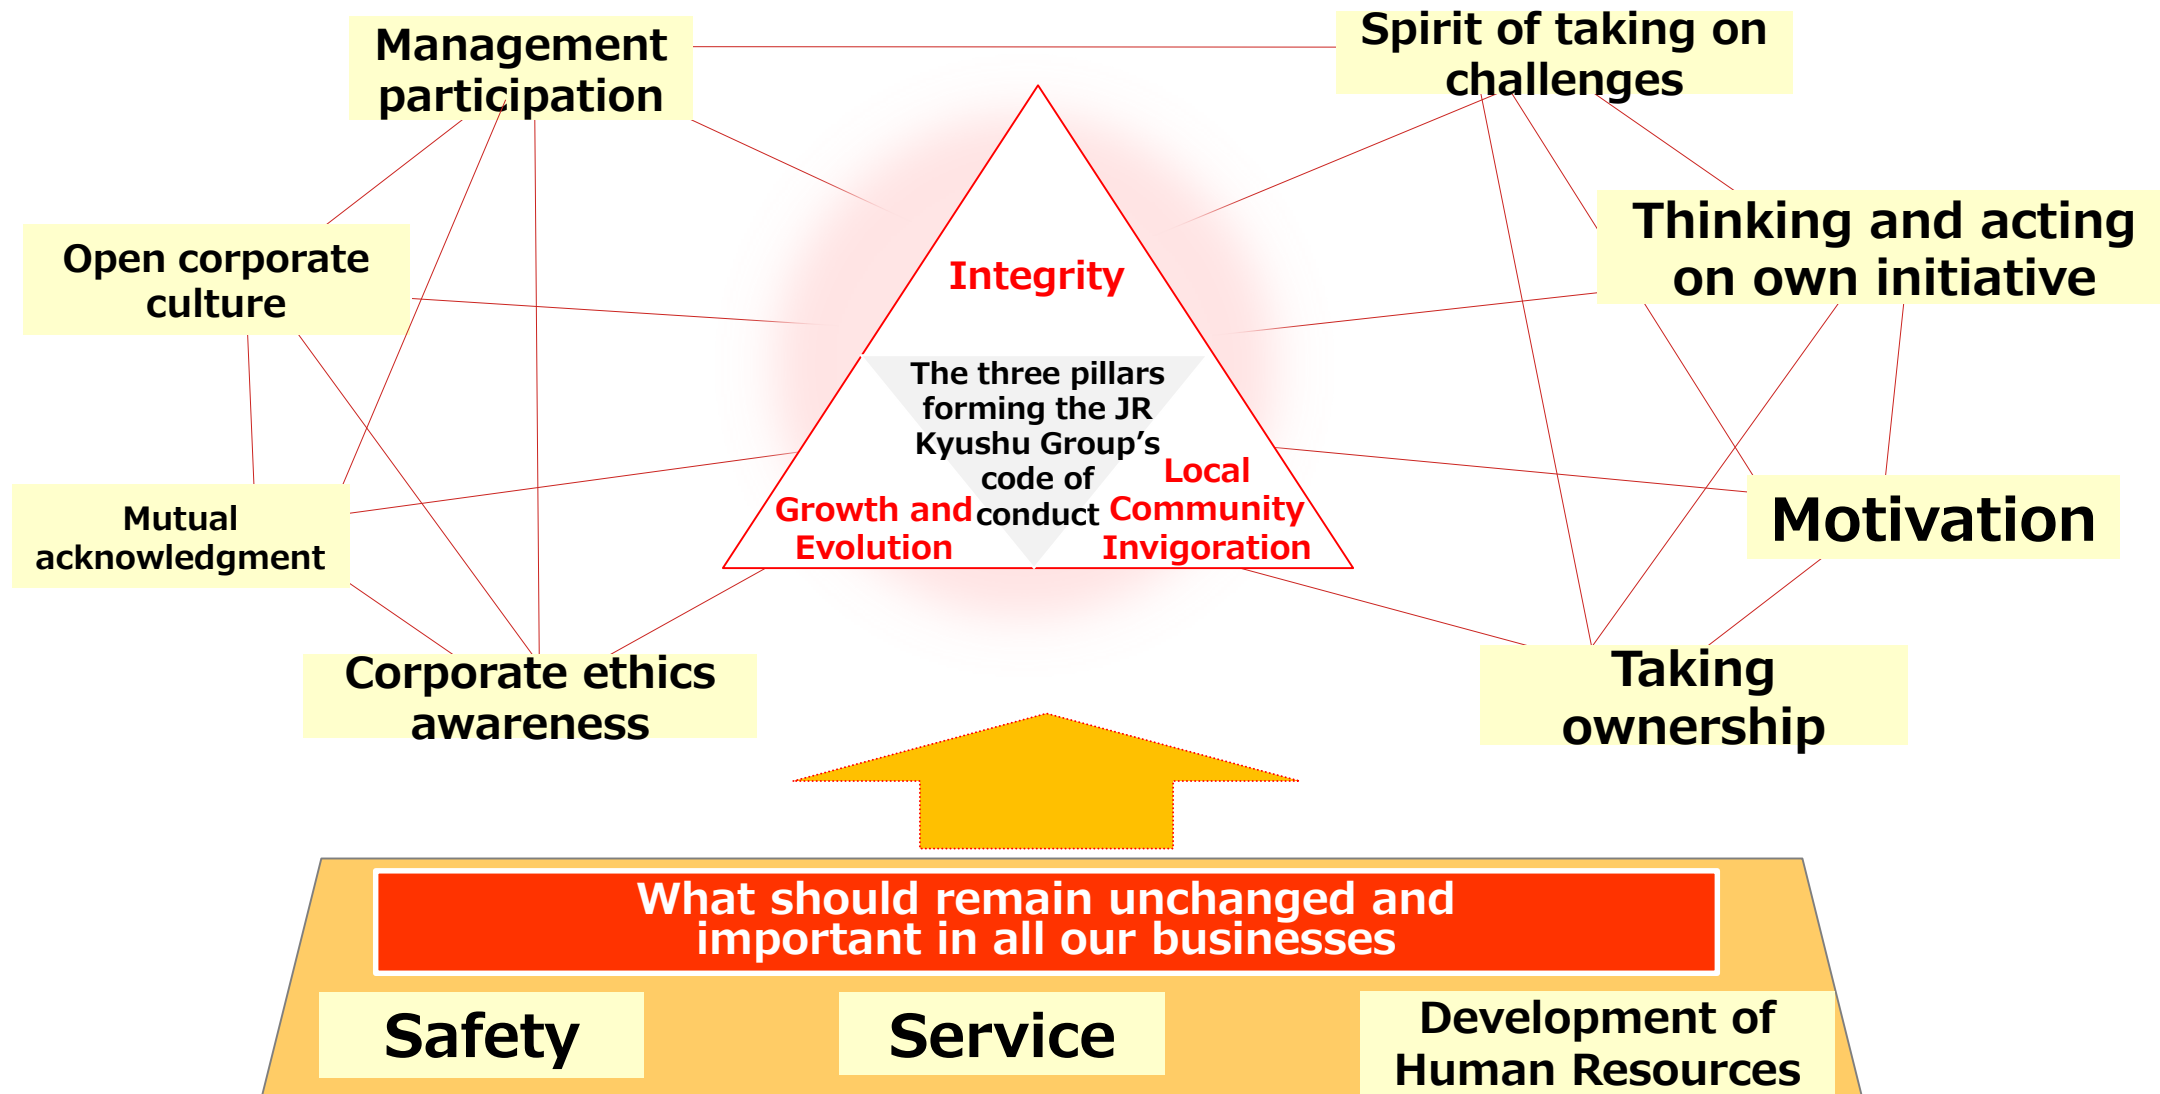 Management
participation
Spirit of taking on
challenges
Open corporate
culture
Thinking and acting
on own initiative
Integrity
The three pillars
forming the JR
Kyushu Group’s
code of
conduct
Growth and
Evolution
Local
Community
Invigoration
Mutual
acknowledgment
Motivation
Corporate ethics
awareness
Taking
ownership
What should remain unchanged and
important in all our businesses
Safety
Service
Development of
Human Resources